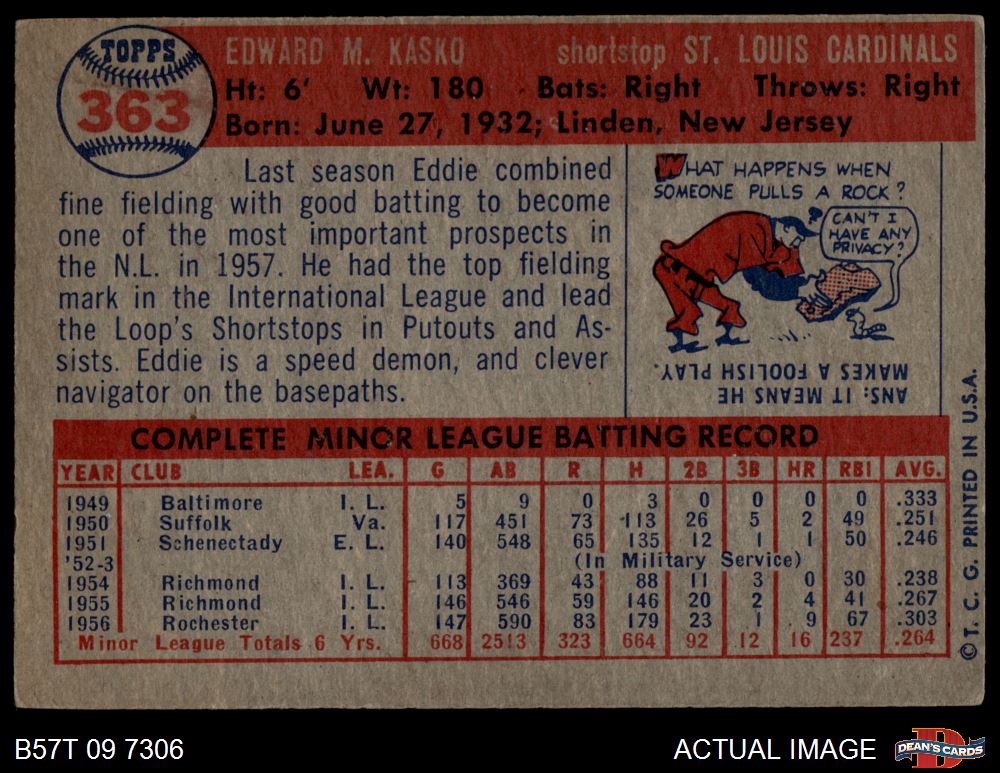 TOPPS
363
EDWARD M. KASKO shortstop ST. LOUIS CARDINALS
Ht: 6' Wt: 180 Bats: Right Throws: Right
Born: June 27, 1932; Linden, New Jersey
Last season Eddie combined
fine fielding with good batting to become
one of the most important prospects in
the N.L. in 1957. He had the top fielding
mark in the International League and lead
the Loop's Shortstops in Putouts and As-
sists. Eddie is a speed demon, and clever
navigator on the basepaths.
WHAT HAPPENS WHEN
SOMEONE PULLS A ROCK?
?
CAN'T I
HAVE ANY
PRIVACY?
ANS: IT MEANS HE
MAKES A FOOLISH PLAY.
COMPLETE MINOR LEAGUE BATTING RECORD
YEAR CLUB LEA. G AB R H 2B 3B HR RBI AVG.
1949 Baltimore I. L. 5 9 0 3 0 0 0 0 .333
1950 Suffolk Va. 117 451 73 113 26 5 2 49 .251
1951 Schenectady E. L. 140 548 65 135 12 1 1 50 .246
'52-3 (In Military Service)
1954 Richmond I. L. 113 369 43 88 11 3 0 30 .238
1955 Richmond I. L. 146 546 59 146 20 2 4 41 .267
1956 Rochester I. L. 147 590 83 179 23 1 9 67 .303
Minor League Totals 6 Yrs. 668 2513 323 664 92 12 16 237 .264
©T. C. G. PRINTED IN U.S.A.
B57T 09 7306
ACTUAL IMAGE
DEAN'S CARDS